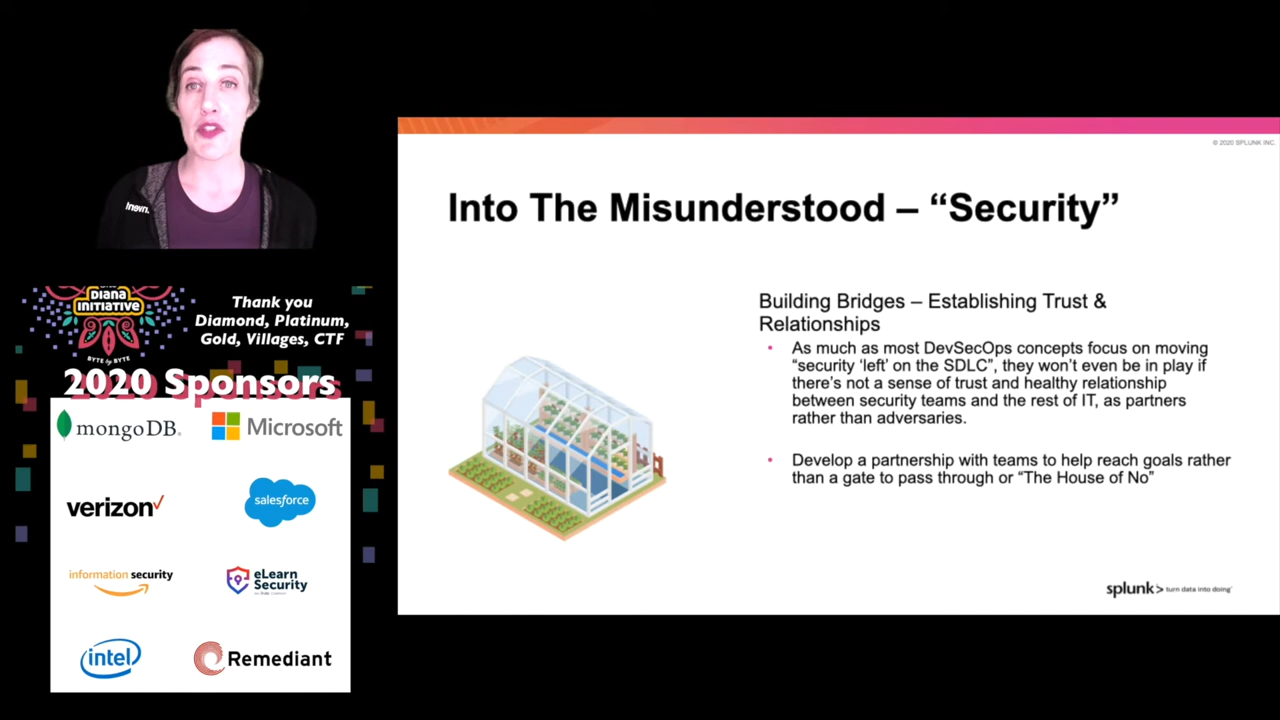 .nevni
DIANA
INITIATIVE
BYTE by BYTE
Thank you
Diamond, Platinum,
Gold, Villages, CTF
2020 Sponsors
mongoDB.
Microsoft
verizon
salesforce
information security
eLearn
Security
intel
Remediant
© 2020 SPLUNK INC.
Into The Misunderstood – “Security”
Building Bridges – Establishing Trust &
Relationships
• As much as most DevSecOps concepts focus on moving
“security ‘left’ on the SDLC”, they won’t even be in play if
there’s not a sense of trust and healthy relationship
between security teams and the rest of IT, as partners
rather than adversaries.
• Develop a partnership with teams to help reach goals rather
than a gate to pass through or “The House of No”
splunk> turn data into doing™